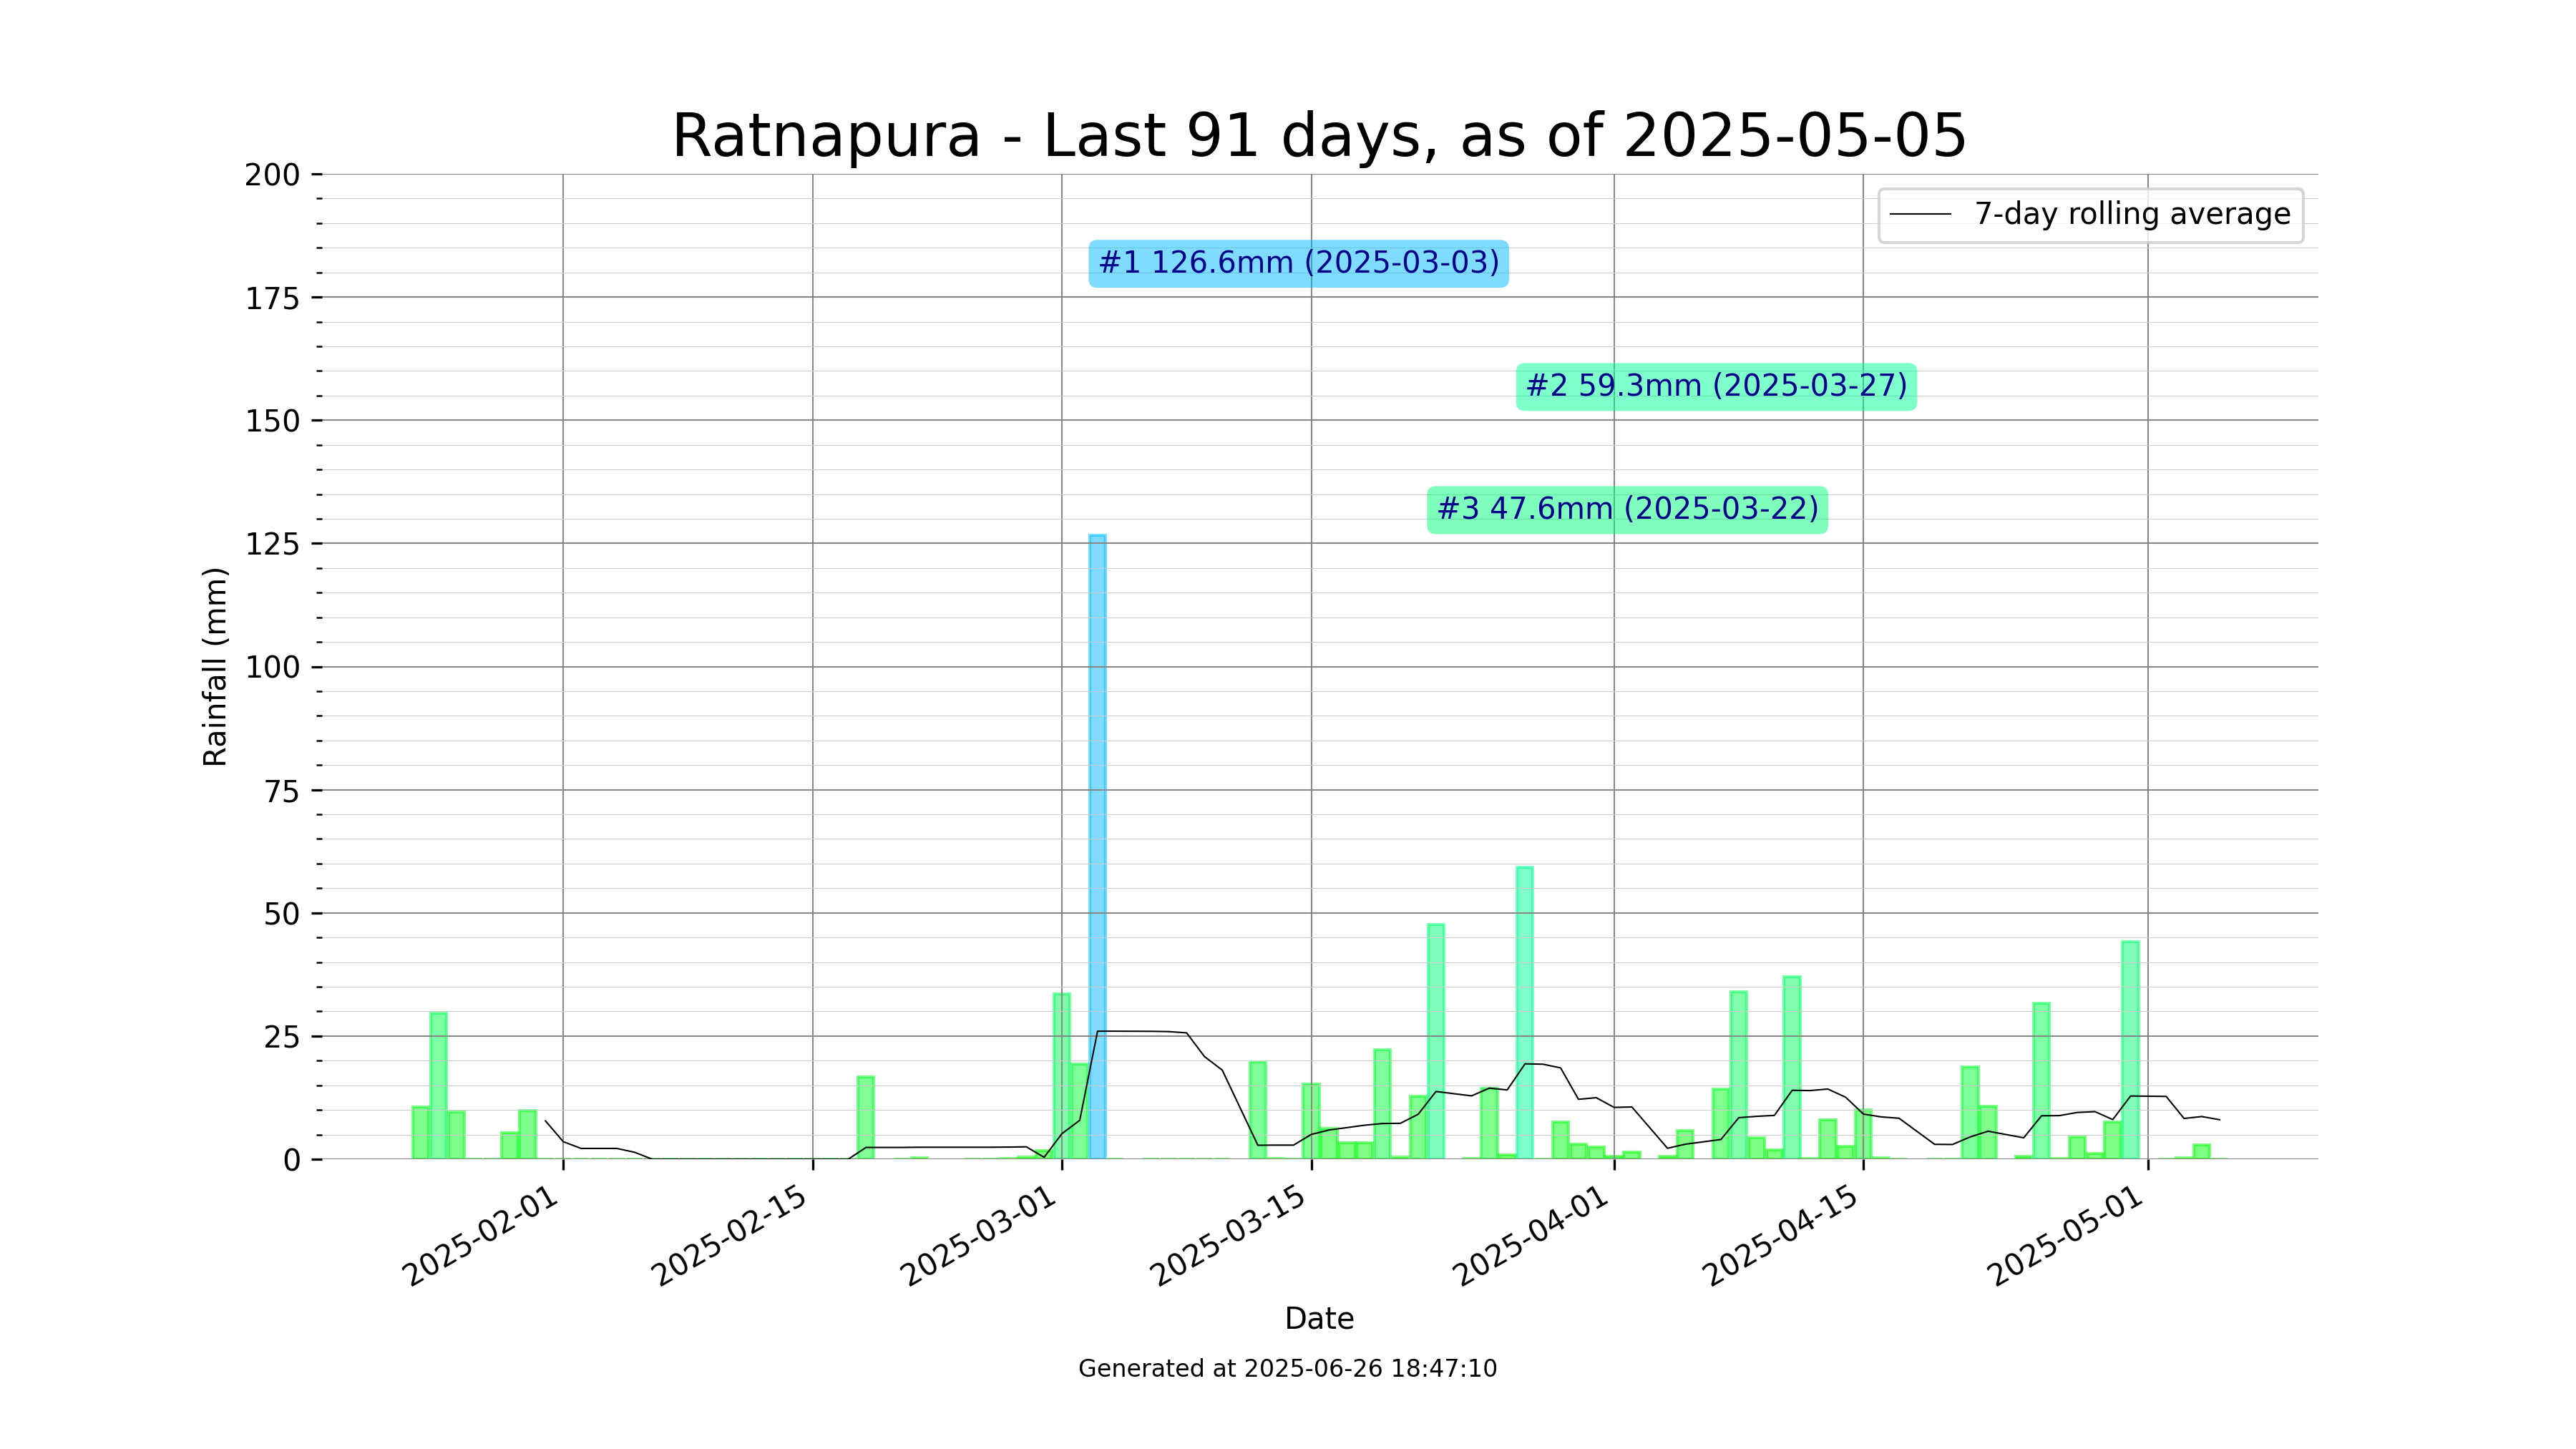 Ratnapura - Last 91 days, as of 2025-05-05
7-day rolling average
#1 126.6mm (2025-03-03)
#2 59.3mm (2025-03-27)
#3 47.6mm (2025-03-22)
Rainfall (mm)
200
175
150
125
100
75
50
25
0
2025-02-01
2025-02-15
2025-03-01
2025-03-15
2025-04-01
2025-04-15
2025-05-01
Date
Generated at 2025-06-26 18:47:10